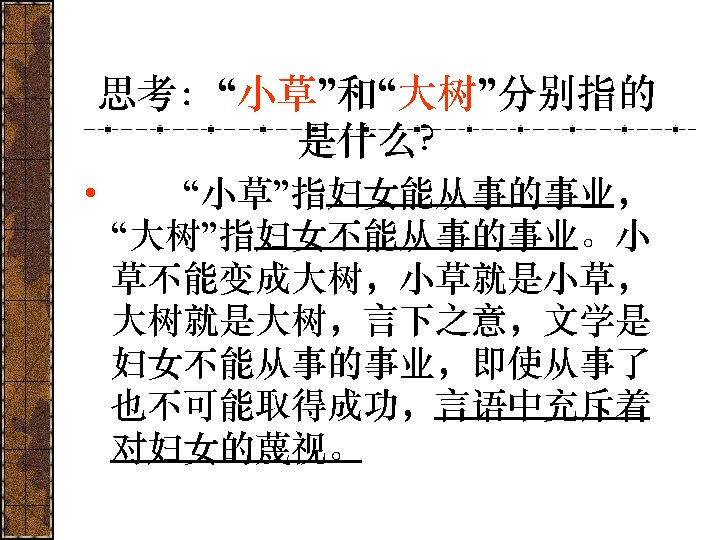 思考：“小草”和“大树”分别指的
是什么？
• “小草”指妇女能从事的事业，
“大树”指妇女不能从事的事业。小
草不能变成大树，小草就是小草，
大树就是大树，言下之意，文学是
妇女不能从事的事业，即使从事了
也不可能取得成功，言语中充斥着
对妇女的蔑视。